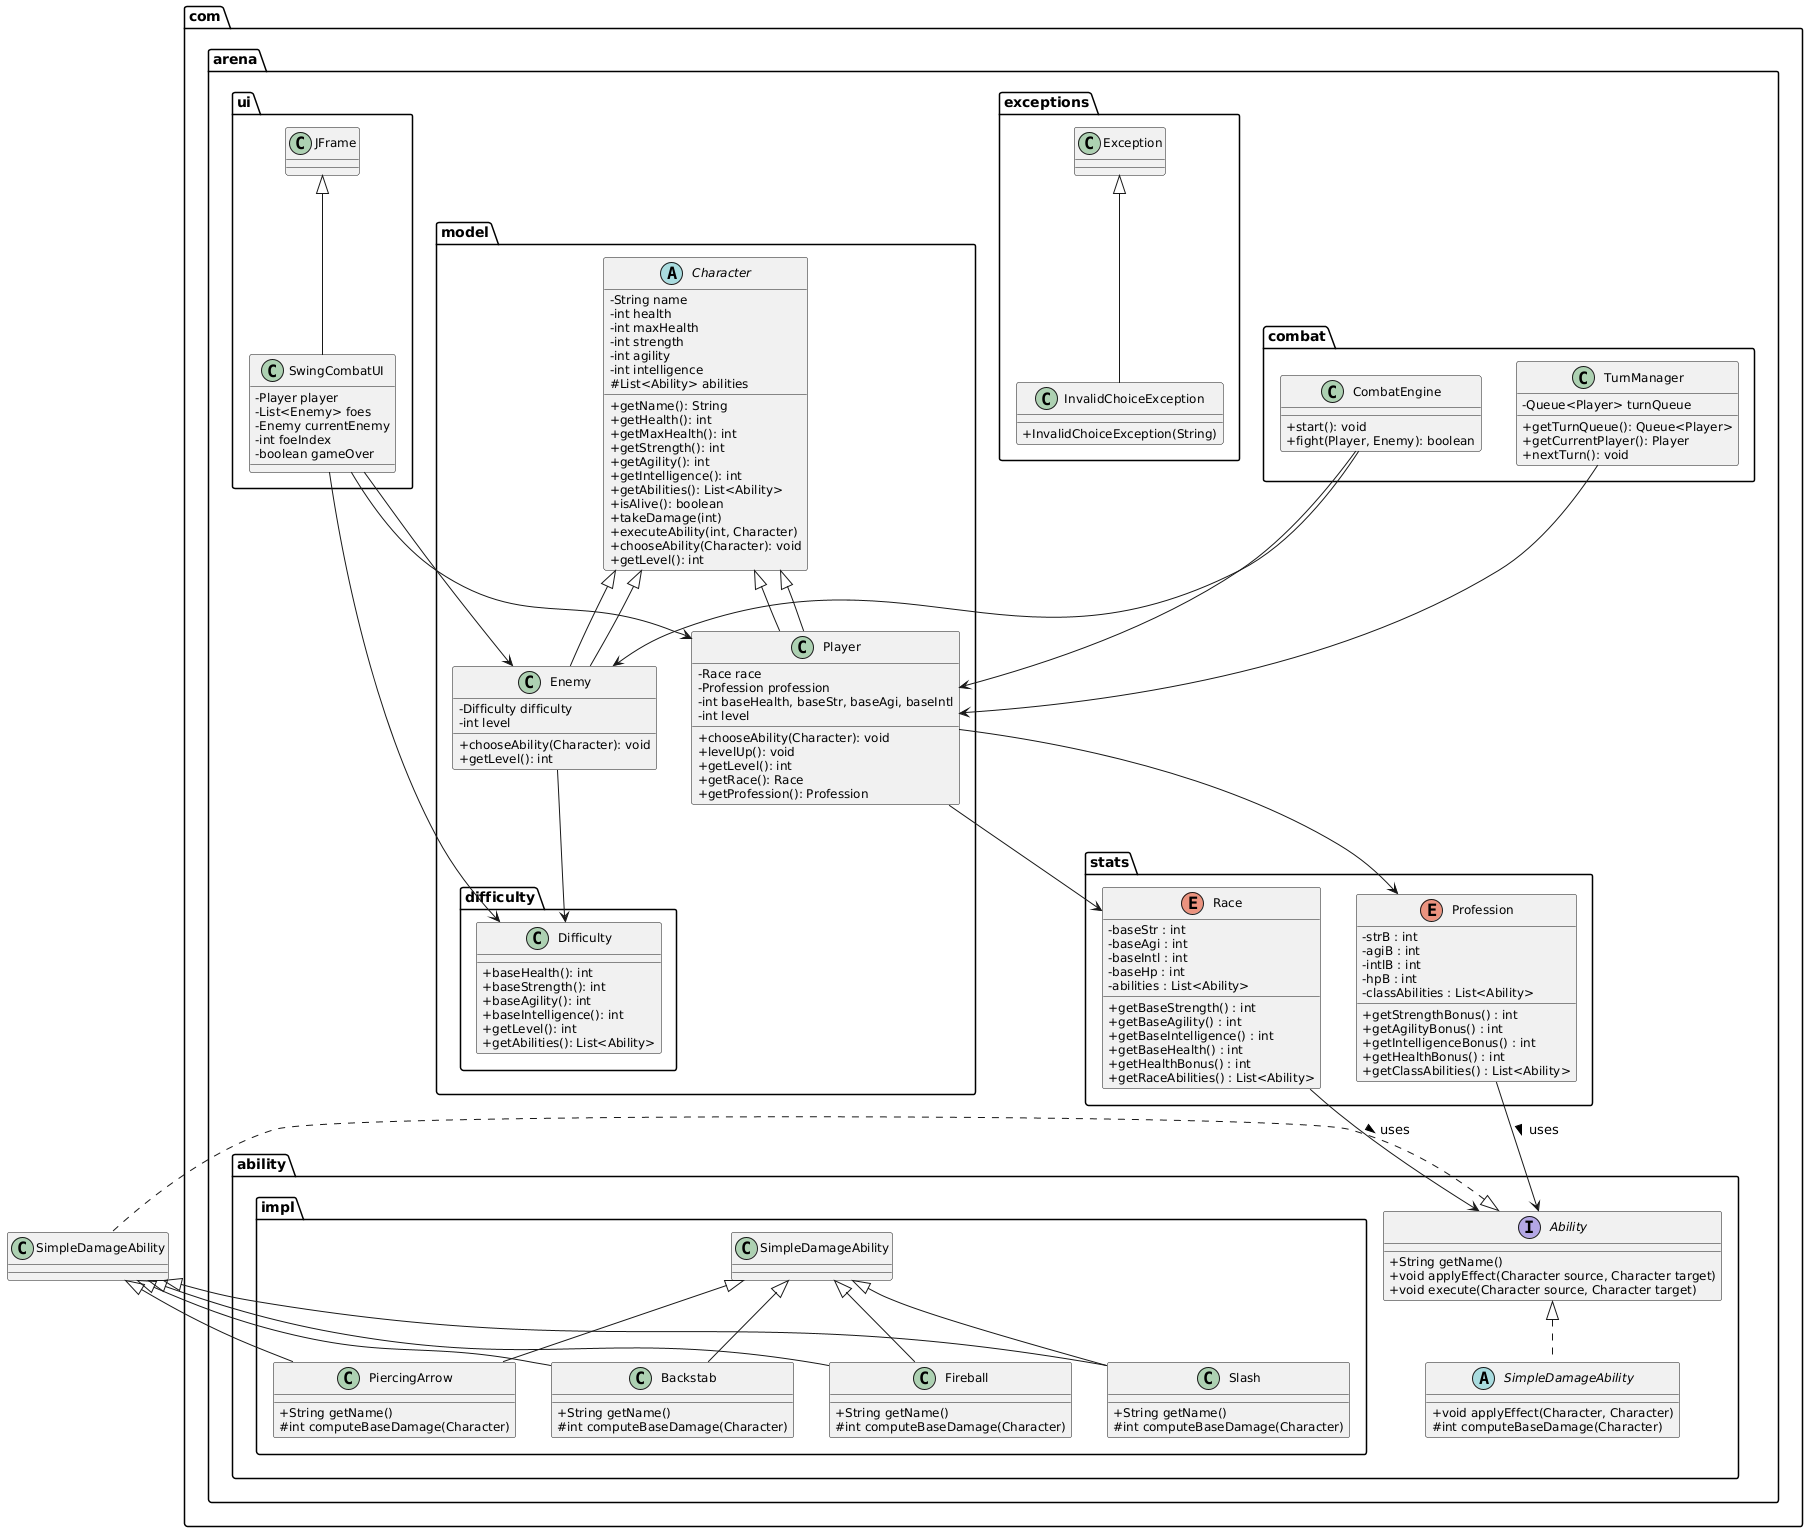 com
arena
ui
C JFrame
C SwingCombatUI
-Player player
-List<Enemy> foes
-Enemy currentEnemy
-int foeIndex
-boolean gameOver
exceptions
C Exception
C InvalidChoiceException
+InvalidChoiceException(String)
model
A Character
-String name
-int health
-int maxHealth
-int strength
-int agility
-int intelligence
#List<Ability> abilities
+getName(): String
+getHealth(): int
+getMaxHealth(): int
+getStrength(): int
+getAgility(): int
+getIntelligence(): int
+getAbilities(): List<Ability>
+isAlive(): boolean
+takeDamage(int)
+executeAbility(int, Character)
+chooseAbility(Character): void
+getLevel(): int
combat
C CombatEngine
+start(): void
+fight(Player, Enemy): boolean
C TurnManager
-Queue<Player> turnQueue
+getTurnQueue(): Queue<Player>
+getCurrentPlayer(): Player
+nextTurn(): void
C Enemy
-Difficulty difficulty
-int level
+chooseAbility(Character): void
+getLevel(): int
C Player
-Race race
-Profession profession
-int baseHealth, baseStr, baseAgi, baseIntl
-int level
+chooseAbility(Character): void
+levelUp(): void
+getLevel(): int
+getRace(): Race
+getProfession(): Profession
difficulty
C Difficulty
+baseHealth(): int
+baseStrength(): int
+baseAgility(): int
+baseIntelligence(): int
+getLevel(): int
+getAbilities(): List<Ability>
stats
E Race
-baseStr : int
-baseAgi : int
-baseIntl : int
-baseHp : int
-abilities : List<Ability>
+getBaseStrength() : int
+getBaseAgility() : int
+getBaseIntelligence() : int
+getBaseHealth() : int
+getHealthBonus() : int
+getRaceAbilities() : List<Ability>
E Profession
-strB : int
-agiB : int
-intlB : int
-hpB : int
-classAbilities : List<Ability>
+getStrengthBonus() : int
+getAgilityBonus() : int
+getIntelligenceBonus() : int
+getHealthBonus() : int
+getClassAbilities() : List<Ability>
uses
uses
ability
impl
C SimpleDamageAbility
C SimpleDamageAbility
I Ability
+String getName()
+void applyEffect(Character source, Character target)
+void execute(Character source, Character target)
C PiercingArrow
+String getName()
#int computeBaseDamage(Character)
C Backstab
+String getName()
#int computeBaseDamage(Character)
C Fireball
+String getName()
#int computeBaseDamage(Character)
C Slash
+String getName()
#int computeBaseDamage(Character)
A SimpleDamageAbility
+void applyEffect(Character, Character)
#int computeBaseDamage(Character)